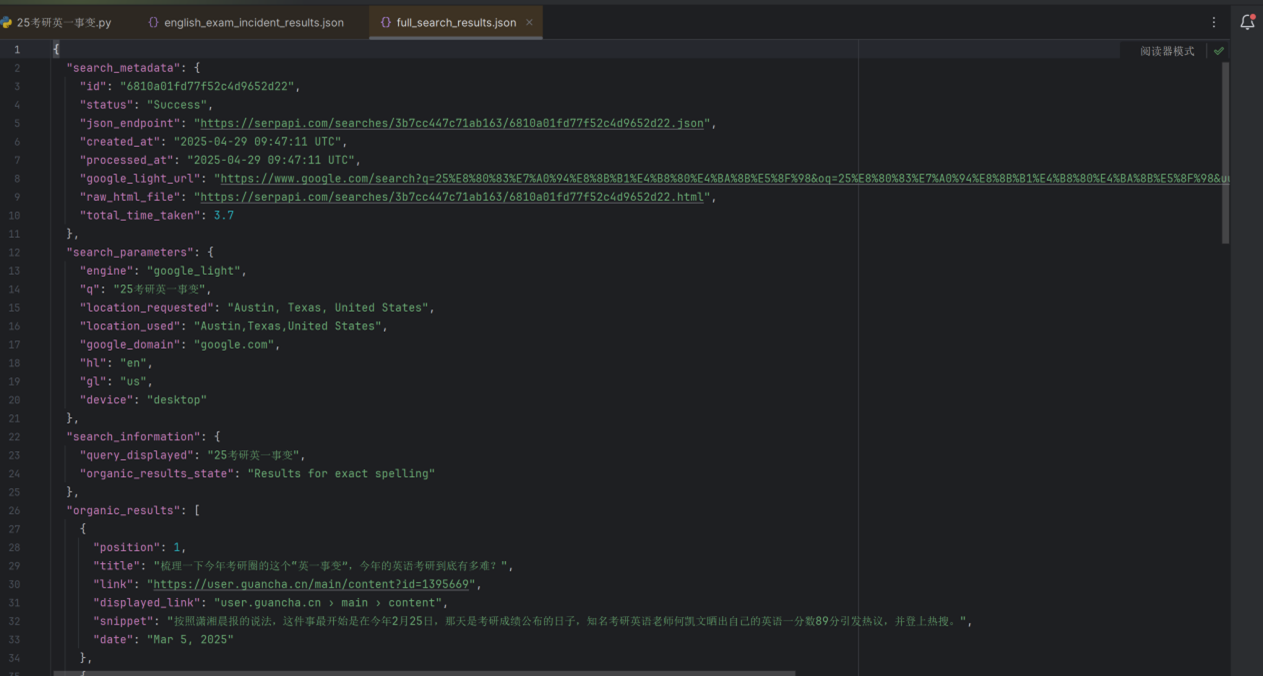 25考研英一事变.py
{} english_exam_incident_results.json
{} full_search_results.json ×
阅读器模式
1 {
2 "search_metadata": {
3 "id": "6810a01fd77f52c4d9652d22",
4 "status": "Success",
5 "json_endpoint": "https://serpapi.com/searches/3b7cc447c71ab163/6810a01fd77f52c4d9652d22.json",
6 "created_at": "2025-04-29 09:47:11 UTC",
7 "processed_at": "2025-04-29 09:47:11 UTC",
8 "google_light_url": "https://www.google.com/search?q=25%E8%80%83%E7%A0%94%E8%8B%B1%E4%B8%80%E4%BA%8B%E5%8F%98&oq=25%E8%80%83%E7%A0%94%E8%8B%B1%E4%B8%80%E4%BA%8B%E5%8F%98&u
9 "raw_html_file": "https://serpapi.com/searches/3b7cc447c71ab163/6810a01fd77f52c4d9652d22.html",
10 "total_time_taken": 3.7
11 },
12 "search_parameters": {
13 "engine": "google_light",
14 "q": "25考研英一事变",
15 "location_requested": "Austin, Texas, United States",
16 "location_used": "Austin,Texas,United States",
17 "google_domain": "google.com",
18 "hl": "en",
19 "gl": "us",
20 "device": "desktop"
21 },
22 "search_information": {
23 "query_displayed": "25考研英一事变",
24 "organic_results_state": "Results for exact spelling"
25 },
26 "organic_results": [
27 {
28 "position": 1,
29 "title": "梳理一下今年考研圈的这个“英一事变”，今年的英语考研到底有多难？",
30 "link": "https://user.guancha.cn/main/content?id=1395669",
31 "displayed_link": "user.guancha.cn › main › content",
32 "snippet": "按照潇湘晨报的说法，这件事最开始是在今年2月25日，那天是考研成绩公布的日子，知名考研英语老师何凯文晒出自己的英语一分数89分引发热议，并登上热搜。",
33 "date": "Mar 5, 2025"
34 },
35 {